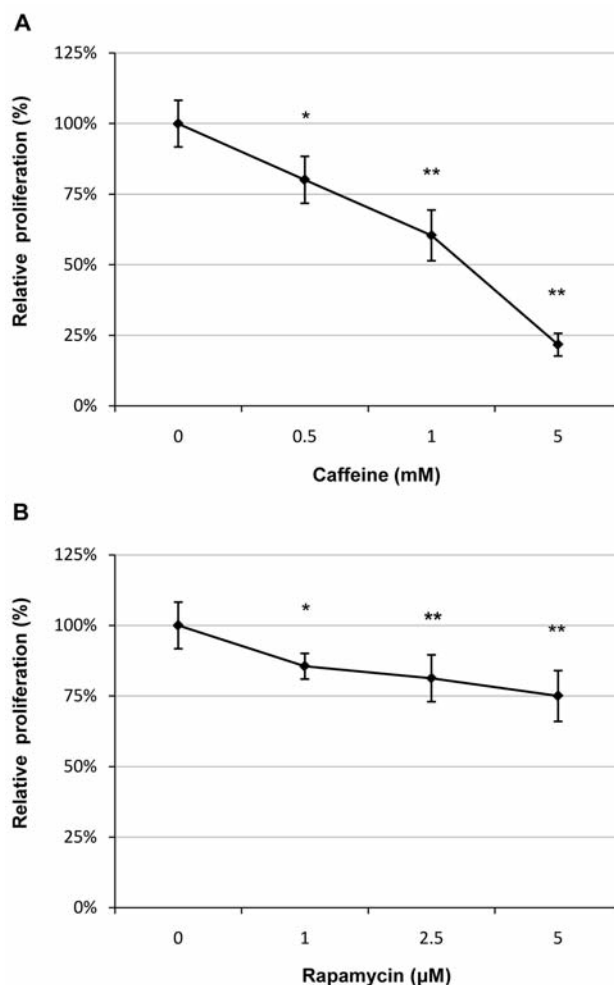 A
Relative proliferation (%)
125%
100%
75%
50%
25%
0%
*
**
**
0 0.5 1 5
Caffeine (mM)
B
Relative proliferation (%)
125%
100%
75%
50%
25%
0%
*
**
**
0 1 2.5 5
Rapamycin (µM)